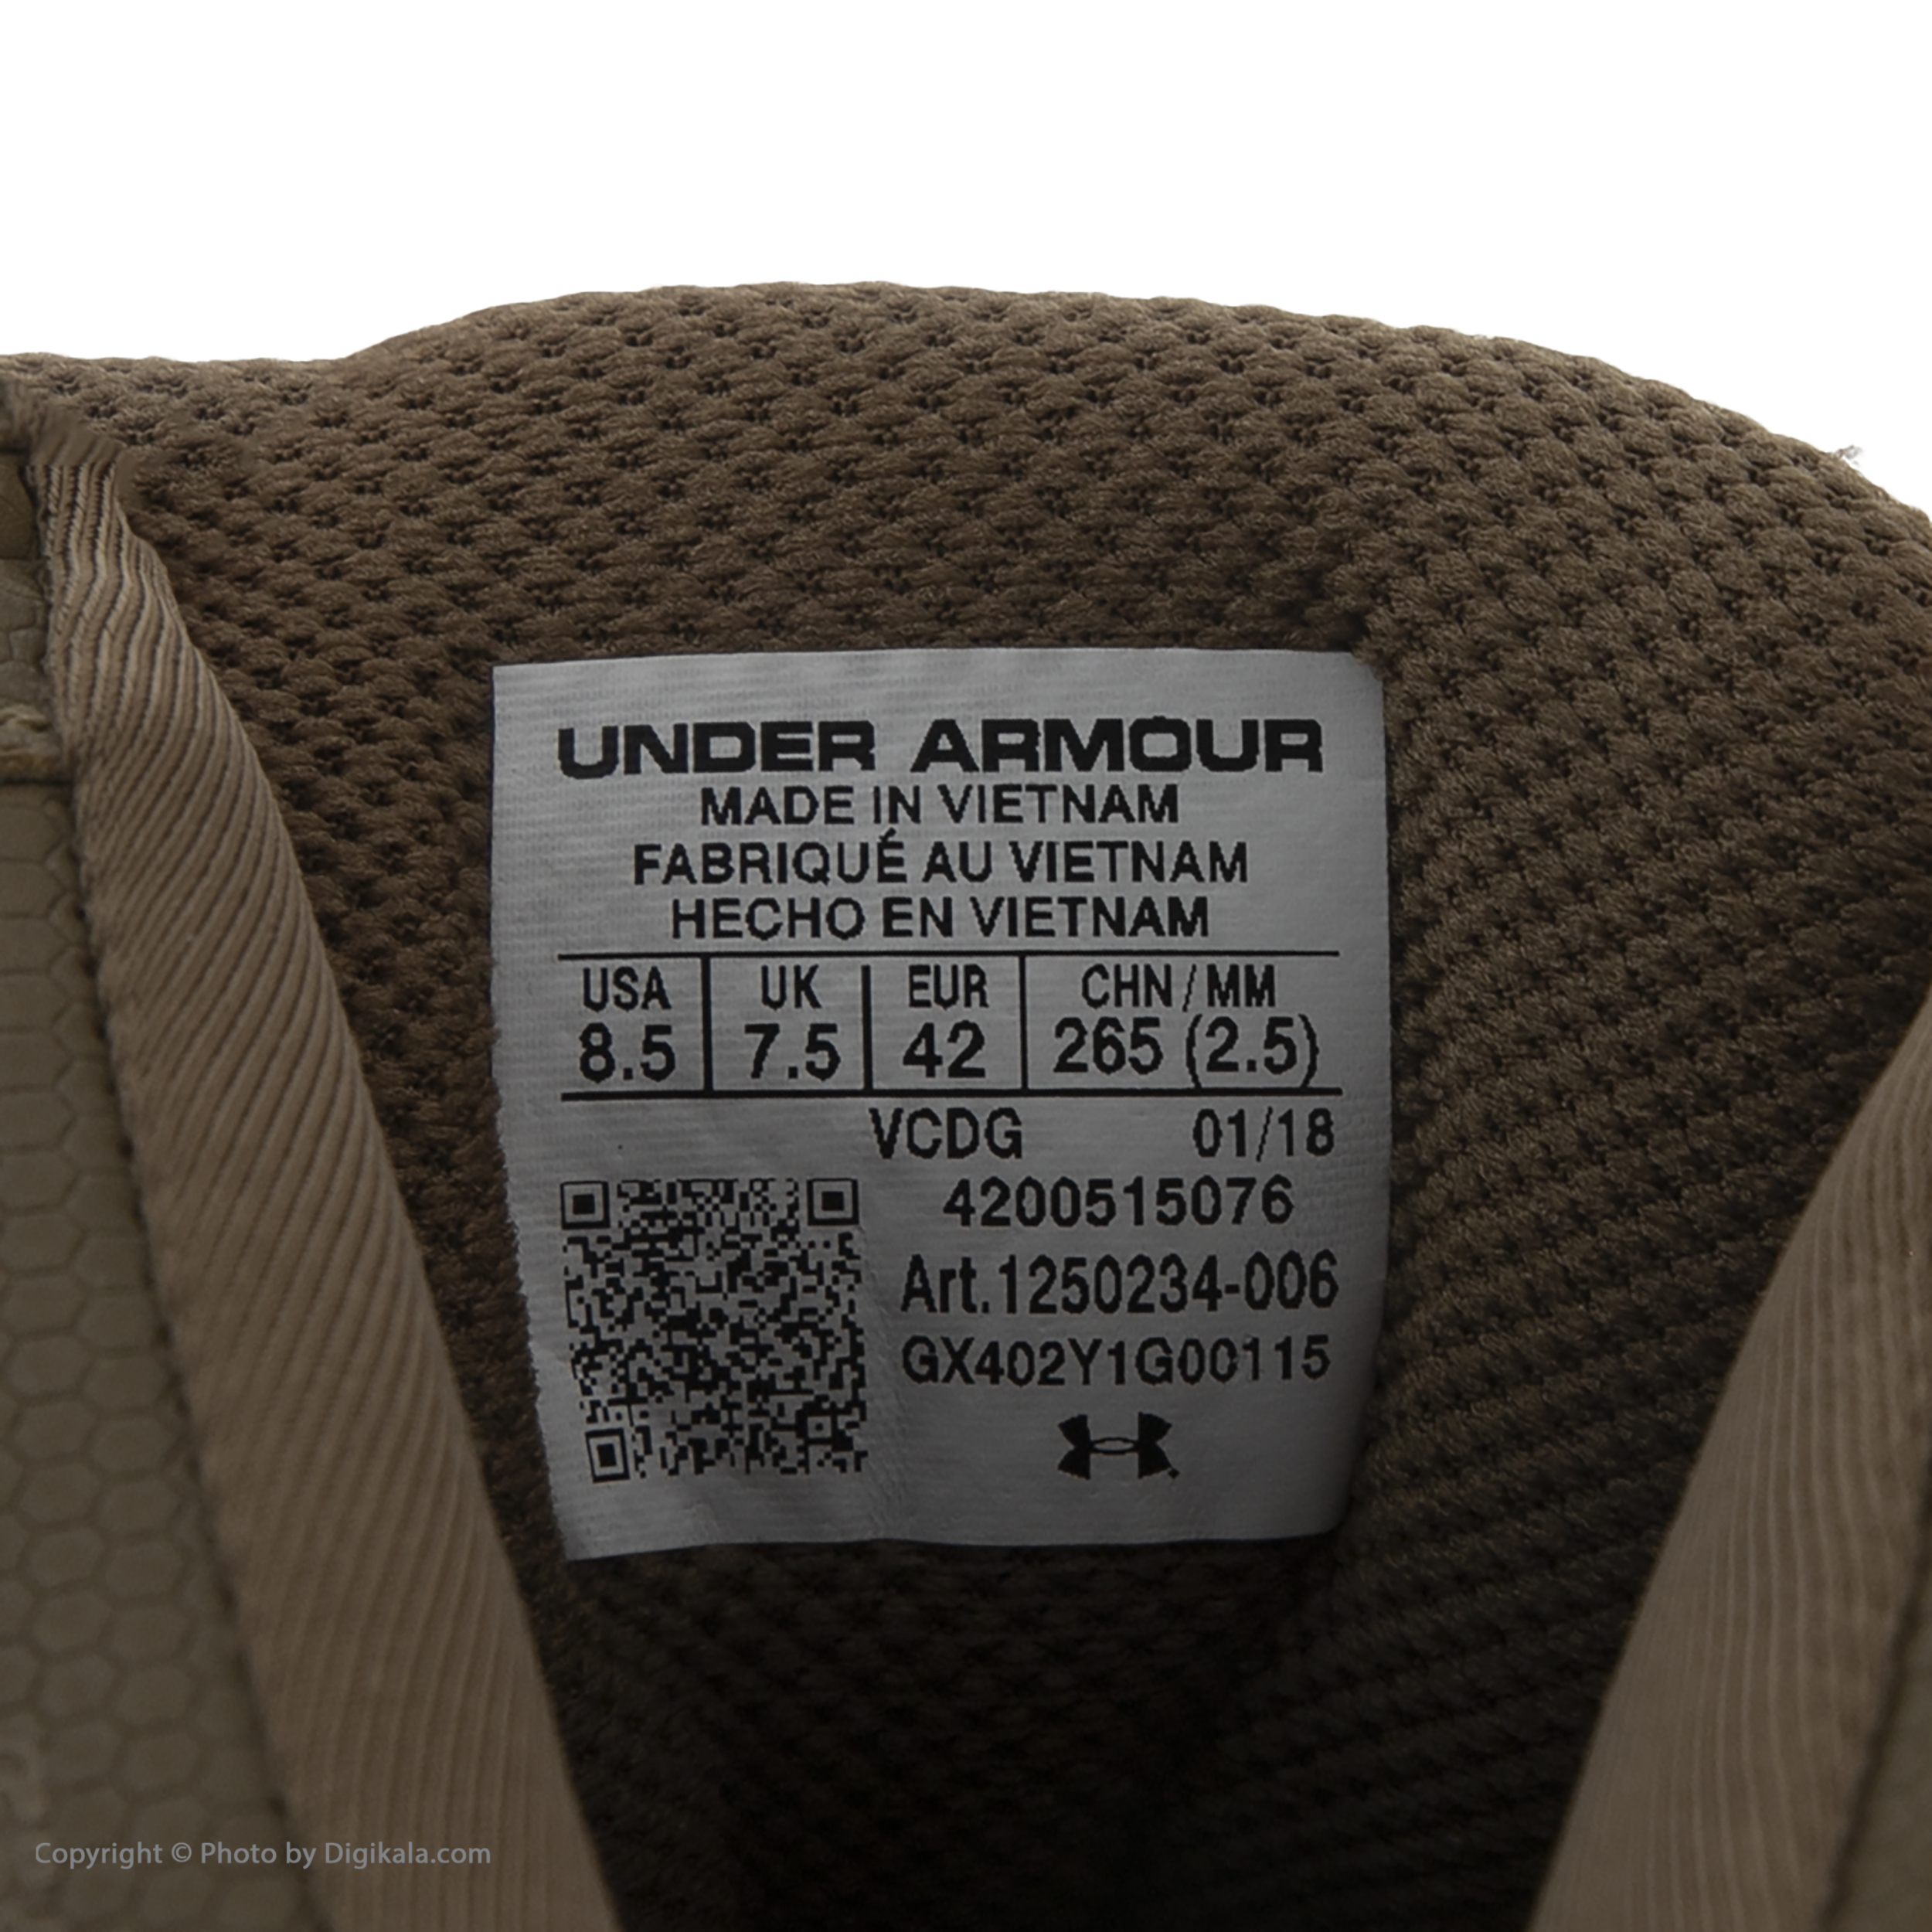 UNDER ARMOUR
MADE IN VIETNAM
FABRIQUÉ AU VIETNAM
HECHO EN VIETNAM
USA UK EUR CHN/MM
8.5 7.5 42 265 (2.5)
VCDG 01/18
4200515076
Art.1250234-006
GX402Y1G00115
Copyright © Photo by Digikala.com